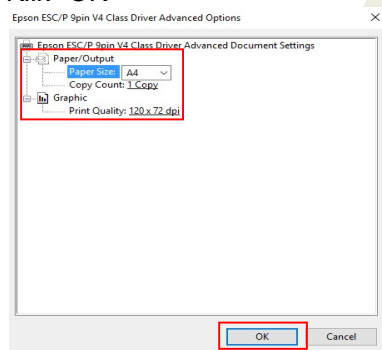 Epson ESC/P 9pin V4 Class Driver Advanced Options
Epson ESC/P 9pin V4 Class Driver Advanced Document Settings
Paper/Output
Paper Size: A4
Copy Count: 1 Copy
Graphic
Print Quality: 120 x 72 dpi
OK Cancel